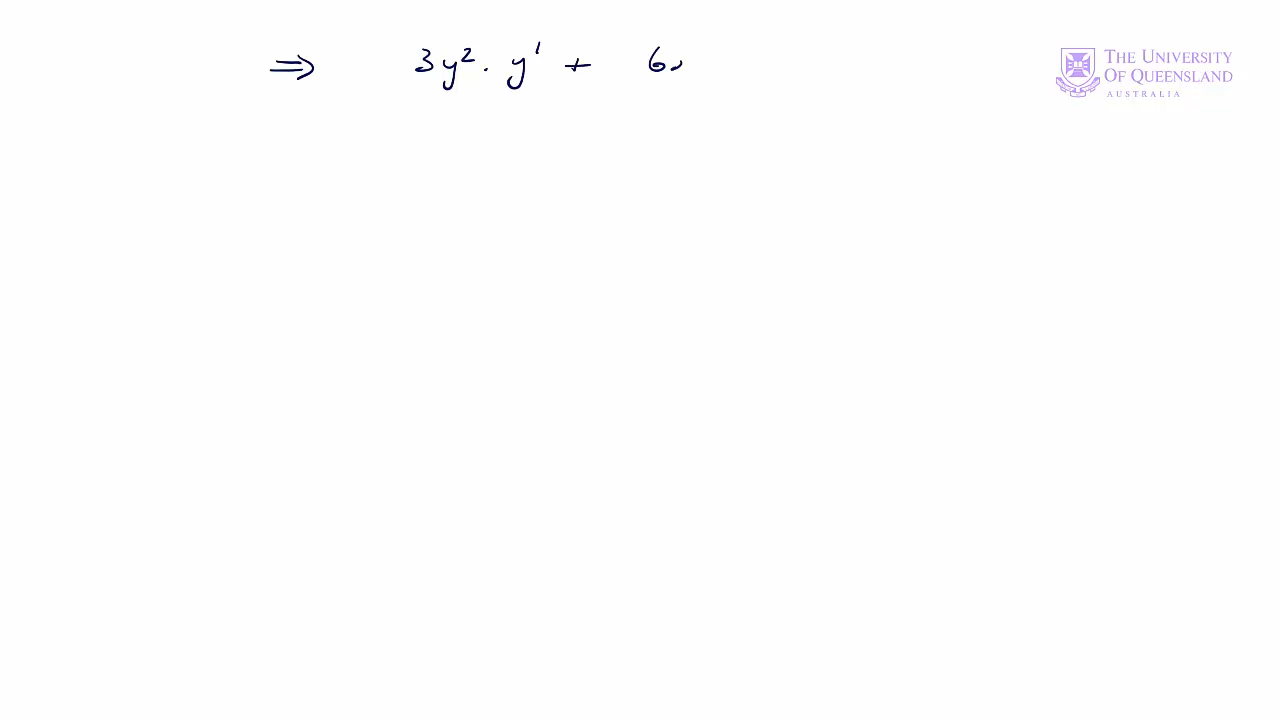 ⇒ 3y² · y' + 6
THE UNIVERSITY
OF QUEENSLAND
AUSTRALIA